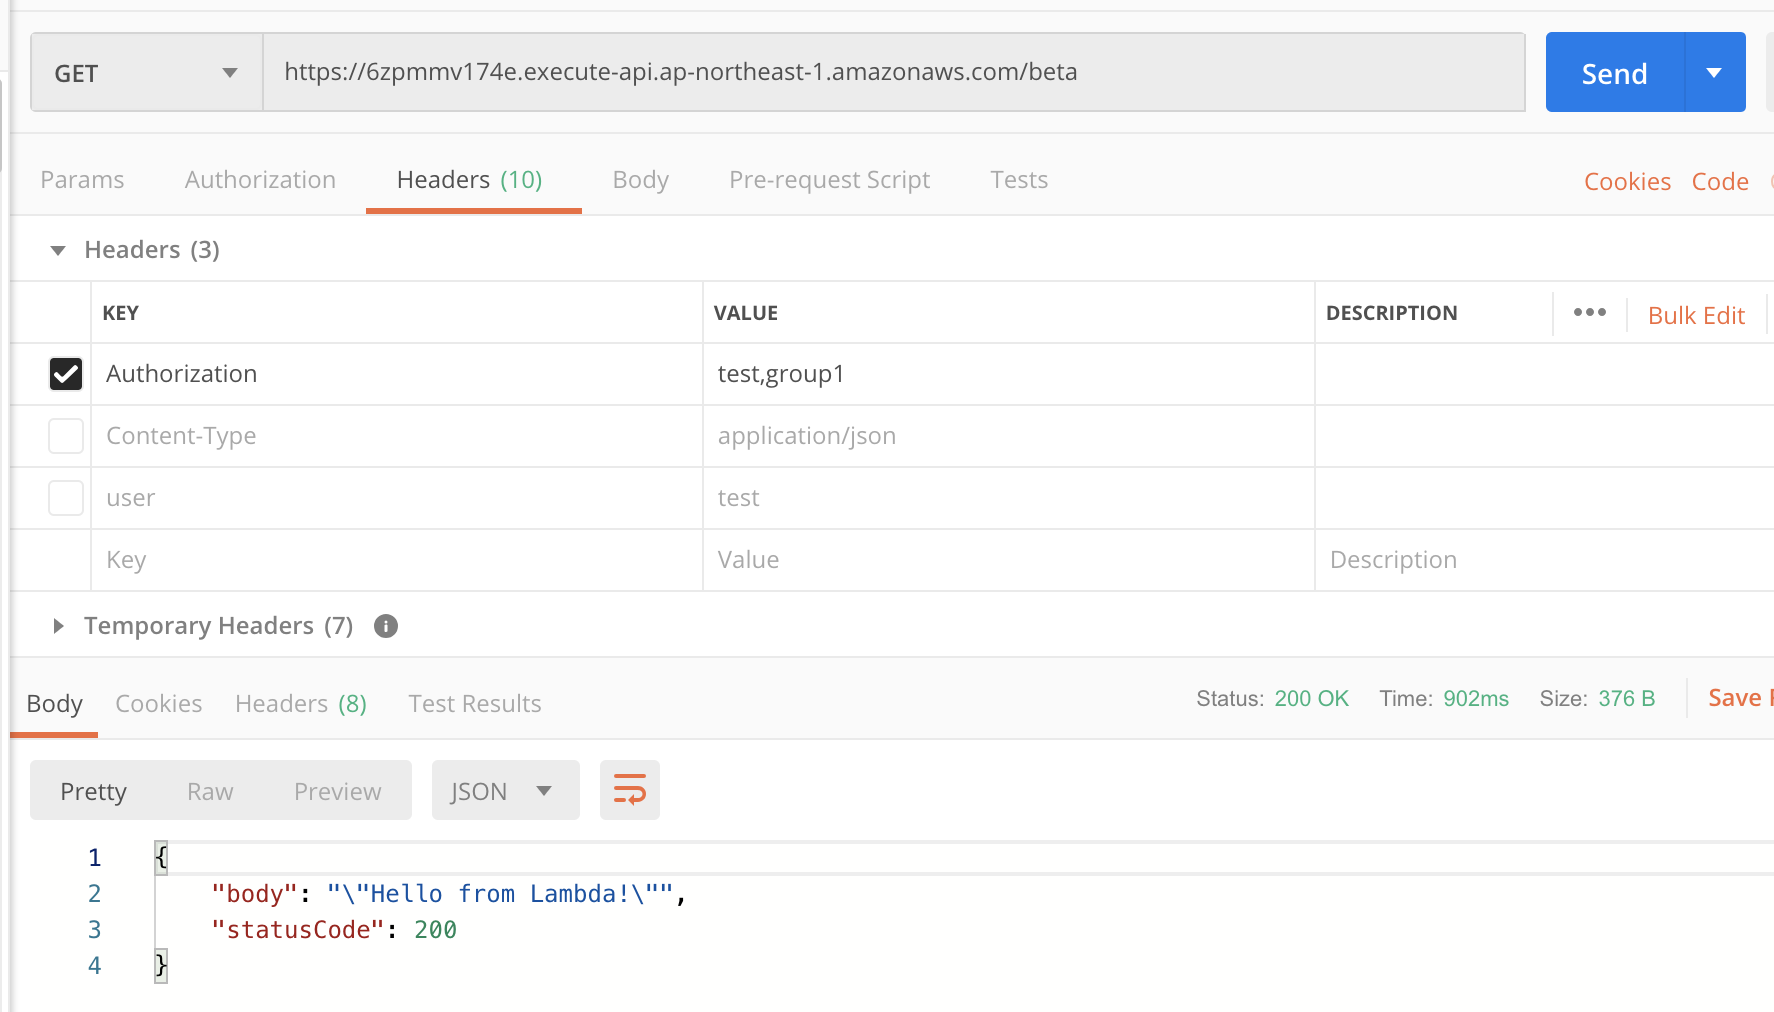 GET https://6zpmmv174e.execute-api.ap-northeast-1.amazonaws.com/beta Send
Params Authorization Headers (10) Body Pre-request Script Tests Cookies Code
Headers (3)
KEY VALUE DESCRIPTION ••• Bulk Edit
Authorization test,group1
Content-Type application/json
user test
Key Value Description
Temporary Headers (7) i
Body Cookies Headers (8) Test Results Status: 200 OK Time: 902ms Size: 376 B Save
Pretty Raw Preview JSON
1 {
2 "body": "\"Hello from Lambda!\"",
3 "statusCode": 200
4 }